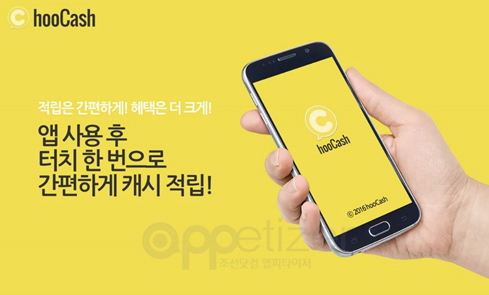 hooCash
적립은 간편하게! 혜택은 더 크게!
앱 사용 후
터치 한 번으로
간편하게 캐시 적립!
hooCash
© 2016 hooCash
appetizer
조선닷컴 앱피타이저